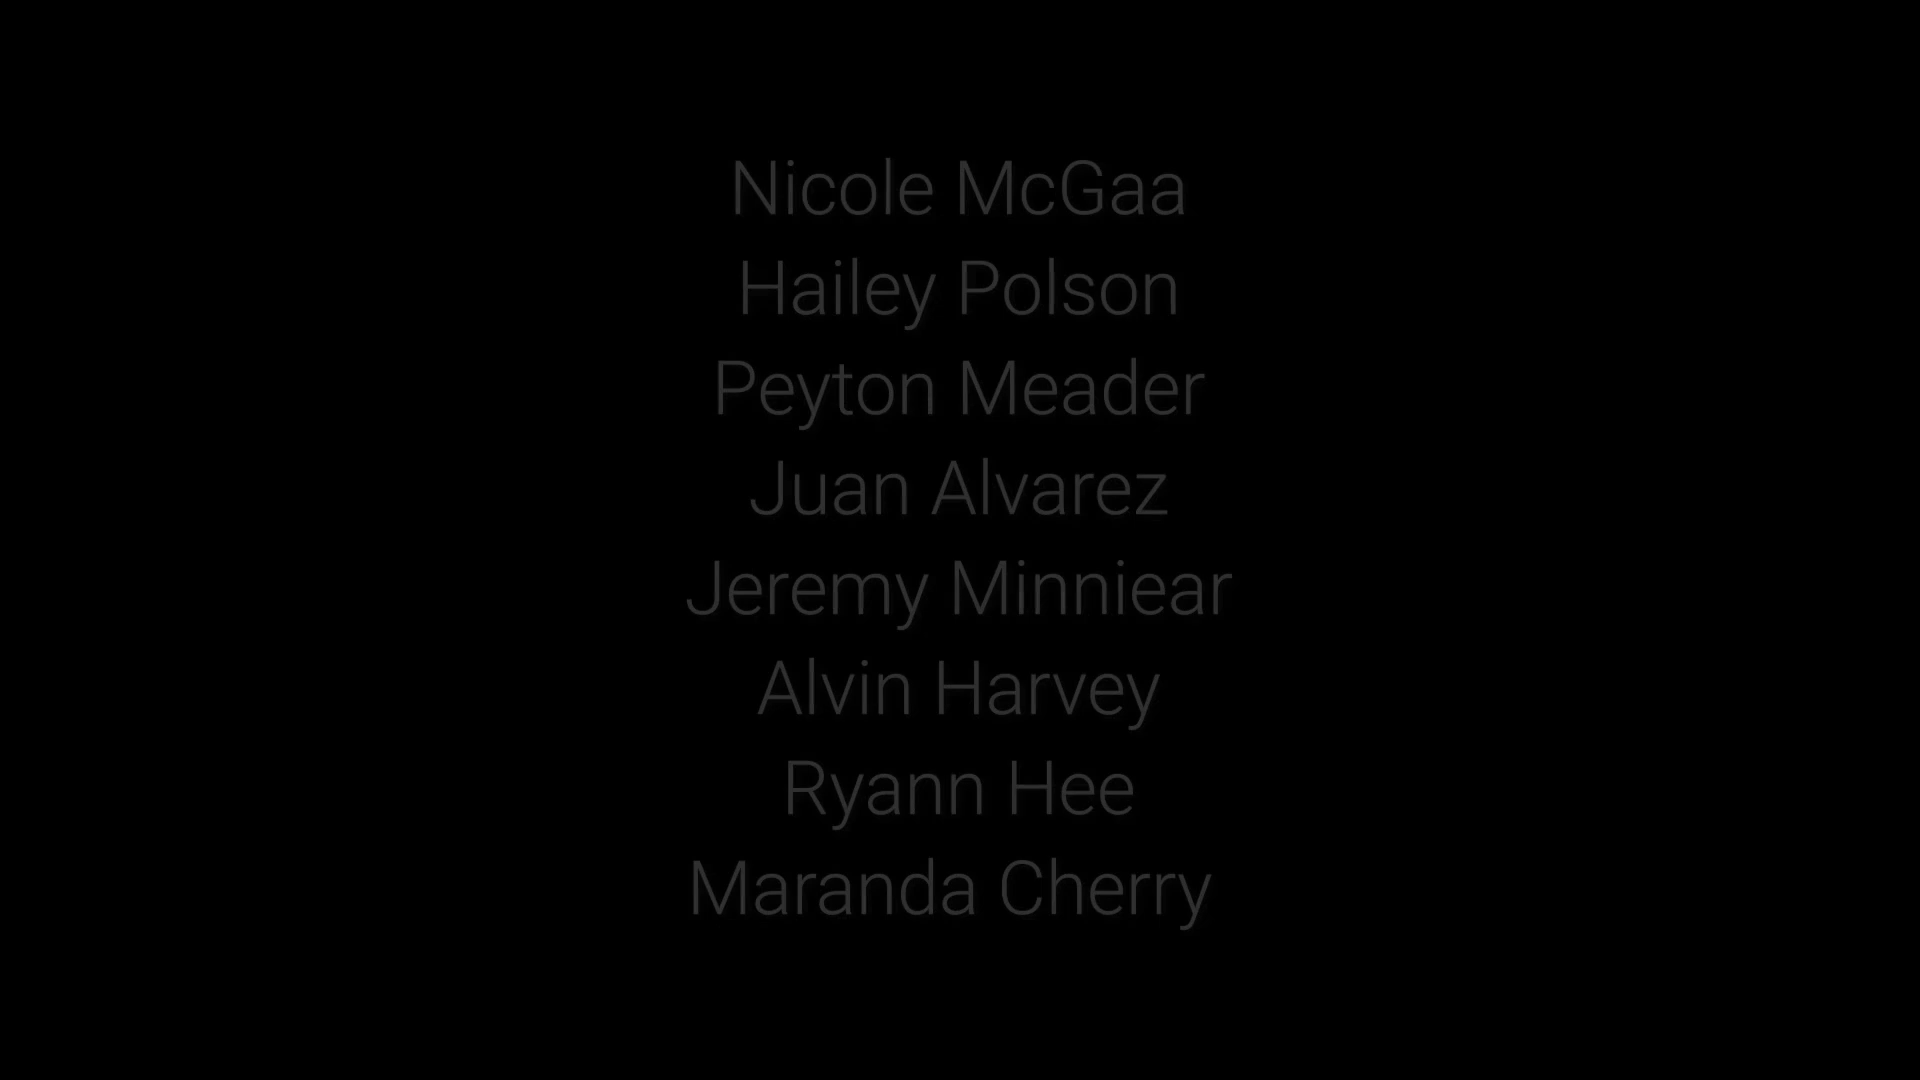 Nicole McGaa
Hailey Polson
Peyton Meader
Juan Alvarez
Jeremy Minniear
Alvin Harvey
Ryann Hee
Maranda Cherry